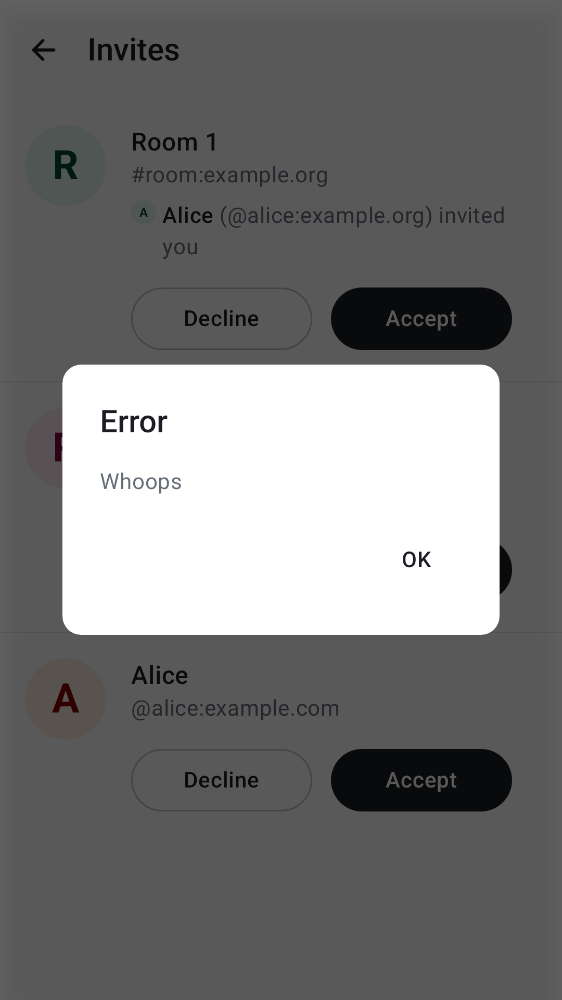 Invites
R
Room 1
#room:example.org
A Alice (@alice:example.org) invited
you
Decline Accept
Error
Whoops
OK
A
Alice
@alice:example.com
Decline Accept